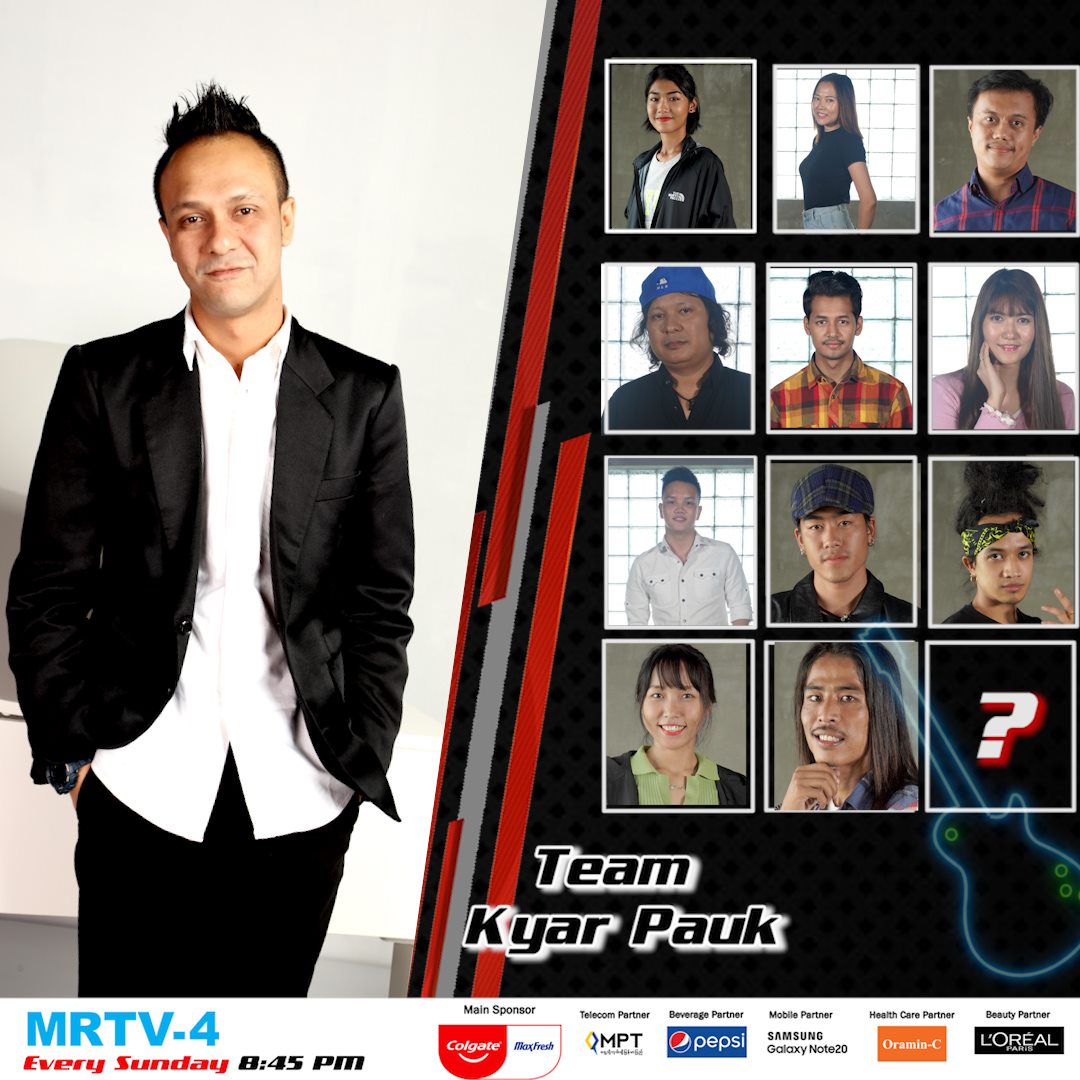 ?
Team
Kyar Pauk
MRTV-4
Every Sunday 8:45 PM
Main Sponsor
Colgate
MaxFresh
Telecom Partner
MPT
Beverage Partner
pepsi
Mobile Partner
SAMSUNG
Galaxy Note20
Health Care Partner
Oramin-C
Beauty Partner
L'ORÉAL
PARIS